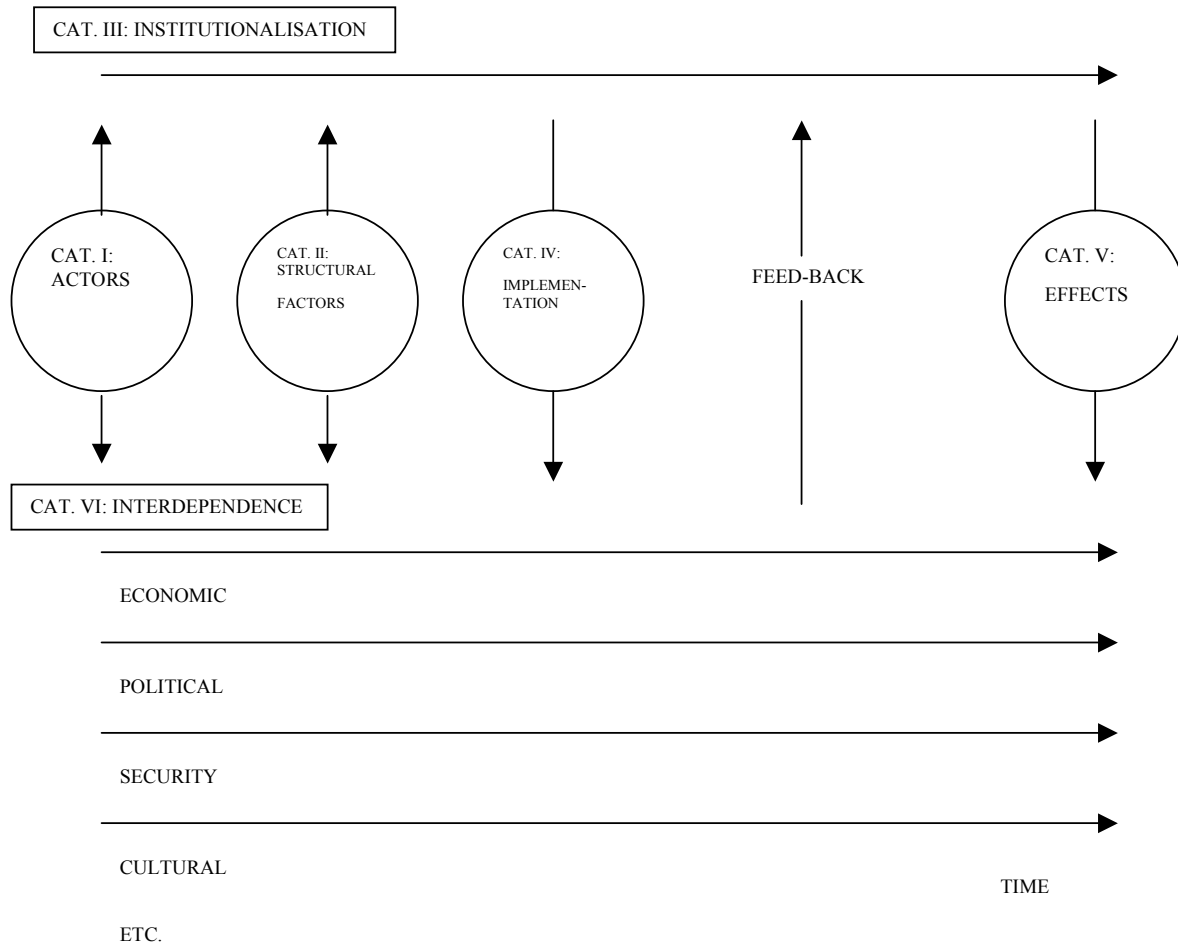 CAT. III: INSTITUTIONALISATION
CAT. I:
ACTORS
CAT. II:
STRUCTURAL
FACTORS
CAT. IV:
IMPLEMEN-
TATION
FEED-BACK
CAT. V:
EFFECTS
CAT. VI: INTERDEPENDENCE
ECONOMIC
POLITICAL
SECURITY
CULTURAL
TIME
ETC.